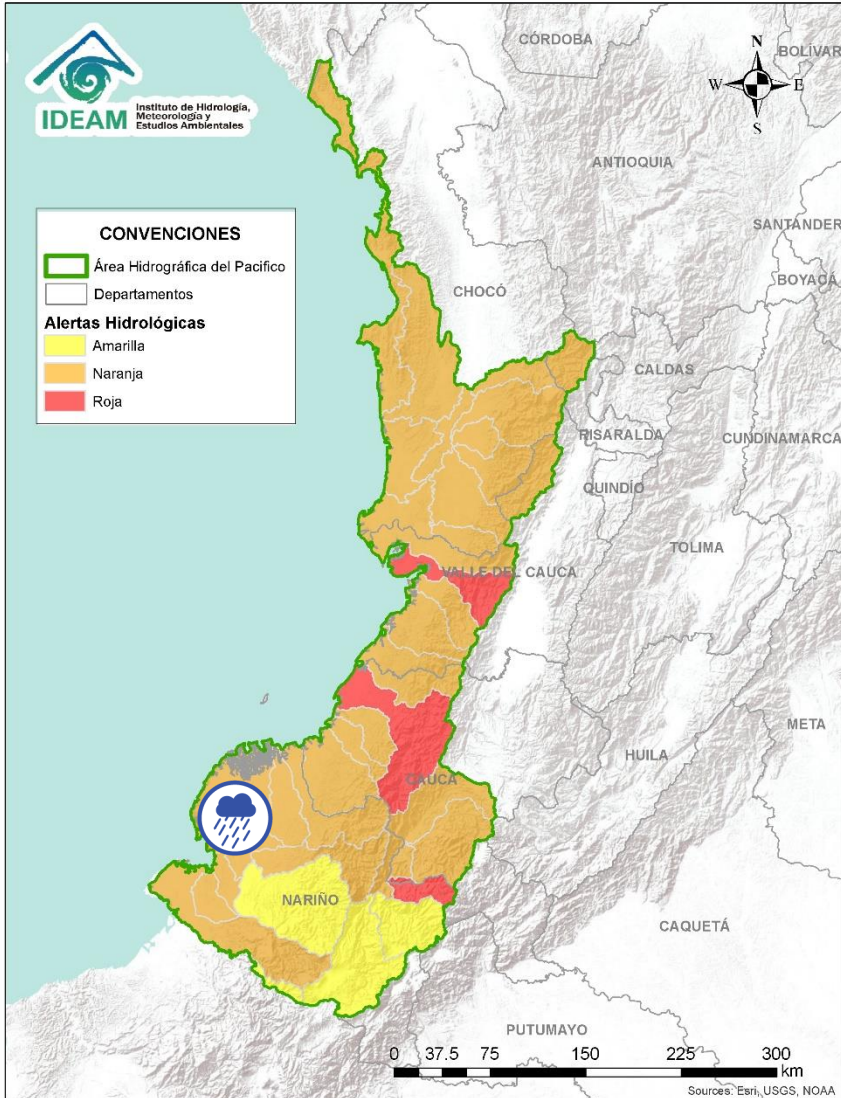 IDEAM
Instituto de Hidrología,
Meteorología y
Estudios Ambientales
CÓRDOBA
BOLÍVAR
N
W
E
S
ANTIOQUIA
SANTANDER
BOYACÁ
CHOCÓ
CONVENCIONES
Área Hidrográfica del Pacifico
Departamentos
Alertas Hidrológicas
Amarilla
Naranja
Roja
CALDAS
RISARALDA
CUNDINAMARCA
QUINDÍO
TOLIMA
VALLE DEL CAUCA
META
HUILA
CAUCA
NARIÑO
CAQUETÁ
PUTUMAYO
0 37.5 75 150 225 300
km
Sources: Esri, USGS, NOAA